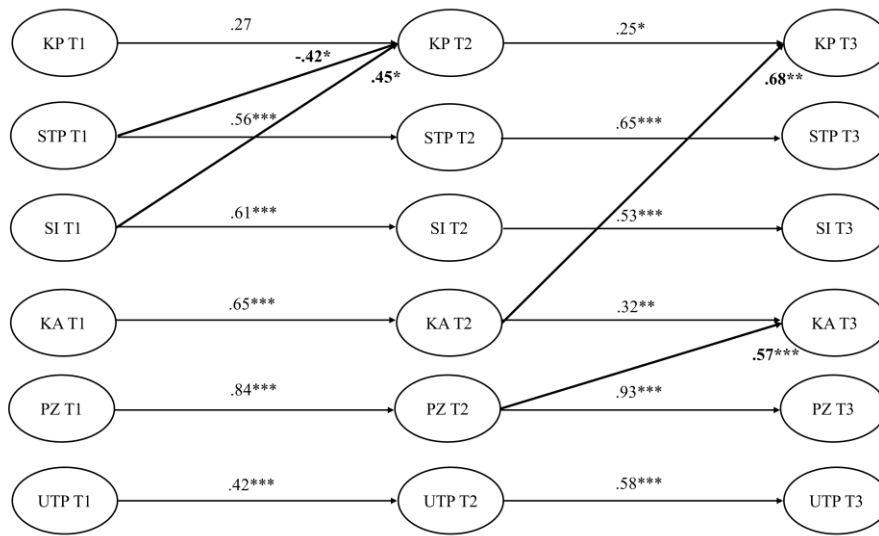 KP T1 .27 KP T2 .25* KP T3
-.42*
.45* .68**
STP T1 .56*** STP T2 .65*** STP T3
SI T1 .61*** SI T2 .53*** SI T3
KA T1 .65*** KA T2 .32** KA T3
.57***
PZ T1 .84*** PZ T2 .93*** PZ T3
UTP T1 .42*** UTP T2 .58*** UTP T3